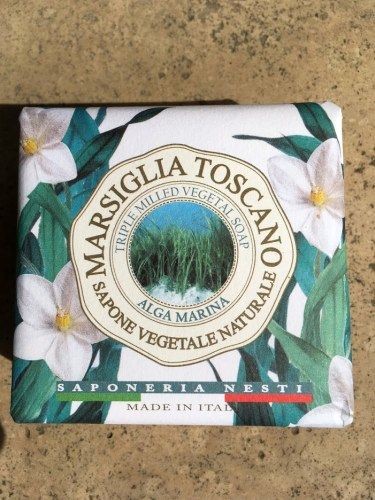 MARSIGLIA TOSCANO
TRIPLE MILLED VEGETAL SOAP
ALGA MARINA
SAPONE VEGETALE NATURALE
SAPONERIA NESTI
MADE IN ITALY